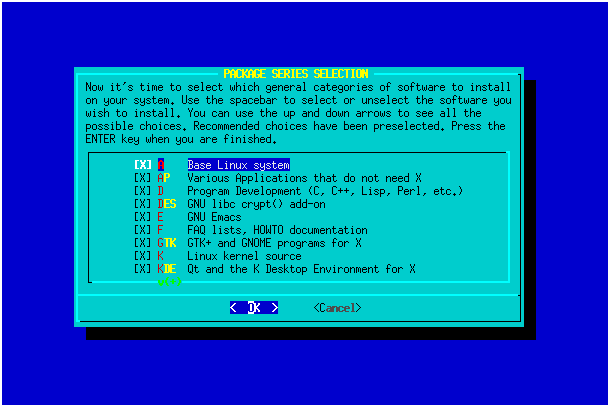 PACKAGE SERIES SELECTION
Now it's time to select which general categories of software to install
on your system. Use the spacebar to select or unselect the software you
wish to install. You can use the up and down arrows to see all the
possible choices. Recommended choices have been preselected. Press the
ENTER key when you are finished.
[X] A Base Linux system
[X] AP Various Applications that do not need X
[X] D Program Development (C, C++, Lisp, Perl, etc.)
[X] DES GNU libc crypt() add-on
[X] E GNU Emacs
[X] F FAQ lists, HOWTO documentation
[X] GTK GTK+ and GNOME programs for X
[X] K Linux kernel source
[X] KDE Qt and the K Desktop Environment for X
< OK > <Cancel>